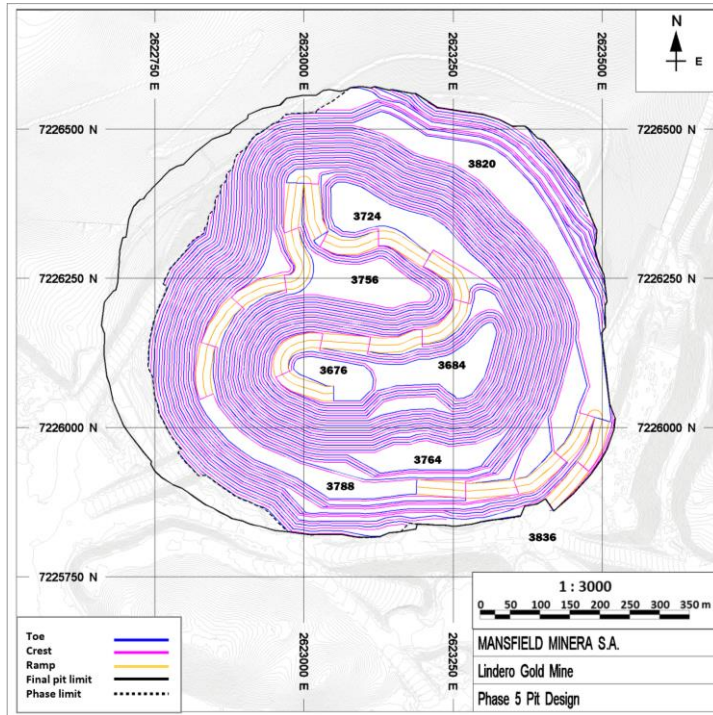 2622750 E
2623000 E
2623250 E
2623500 E
N
E
7226500 N
7226500 N
3820
3724
7226250 N
7226250 N
3756
3676
3684
7226000 N
7226000 N
3764
3788
3836
7225750 N
7225750 N
1 : 3000
0 50 100 150 200 250 300 350 m
MANSFIELD MINERA S.A.
Lindero Gold Mine
Phase 5 Pit Design
Toe
Crest
Ramp
Final pit limit
Phase limit
2623000 E
2623250 E